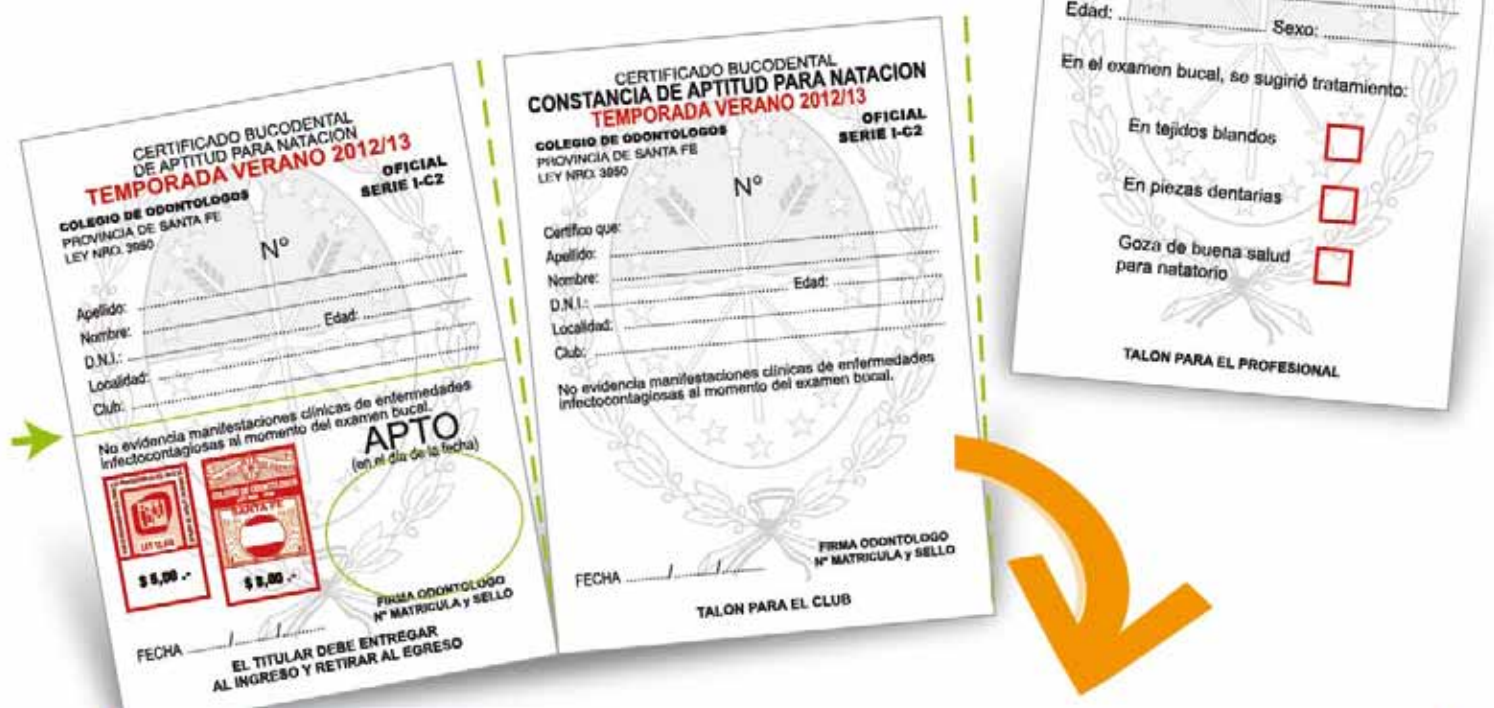 CERTIFICADO BUCODENTAL
DE APTITUD PARA NATACION
TEMPORADA VERANO 2012/13
COLEGIO DE ODONTOLOGOS
PROVINCIA DE SANTA FE
LEY NRO. 3950
OFICIAL
SERIE I-C2
Nº
Apellido:
Nombre:
D.N.I.: Edad:
Localidad:
Club:
No evidencia manifestaciones clínicas de enfermedades
infectocontagiosas al momento del examen bucal.
APTO
(en el día de la fecha)
COLEGIO DE ODONTOLOGOS
SANTA FE
FIRMA ODONTOLOGO
Nº MATRICULA y SELLO
FECHA / /
EL TITULAR DEBE ENTREGAR
AL INGRESO Y RETIRAR AL EGRESO
CERTIFICADO BUCODENTAL
CONSTANCIA DE APTITUD PARA NATACION
TEMPORADA VERANO 2012/13
COLEGIO DE ODONTOLOGOS
PROVINCIA DE SANTA FE
LEY NRO. 3950
OFICIAL
SERIE I-C2
Nº
Certifico que:
Apellido:
Nombre:
D.N.I.: Edad:
Localidad:
Club:
No evidencia manifestaciones clínicas de enfermedades
infectocontagiosas al momento del examen bucal.
FIRMA ODONTOLOGO
Nº MATRICULA y SELLO
FECHA / /
TALON PARA EL CLUB
Edad: Sexo:
En el examen bucal, se sugirió tratamiento:
En tejidos blandos
En piezas dentarias
Goza de buena salud
para natatorio
TALON PARA EL PROFESIONAL